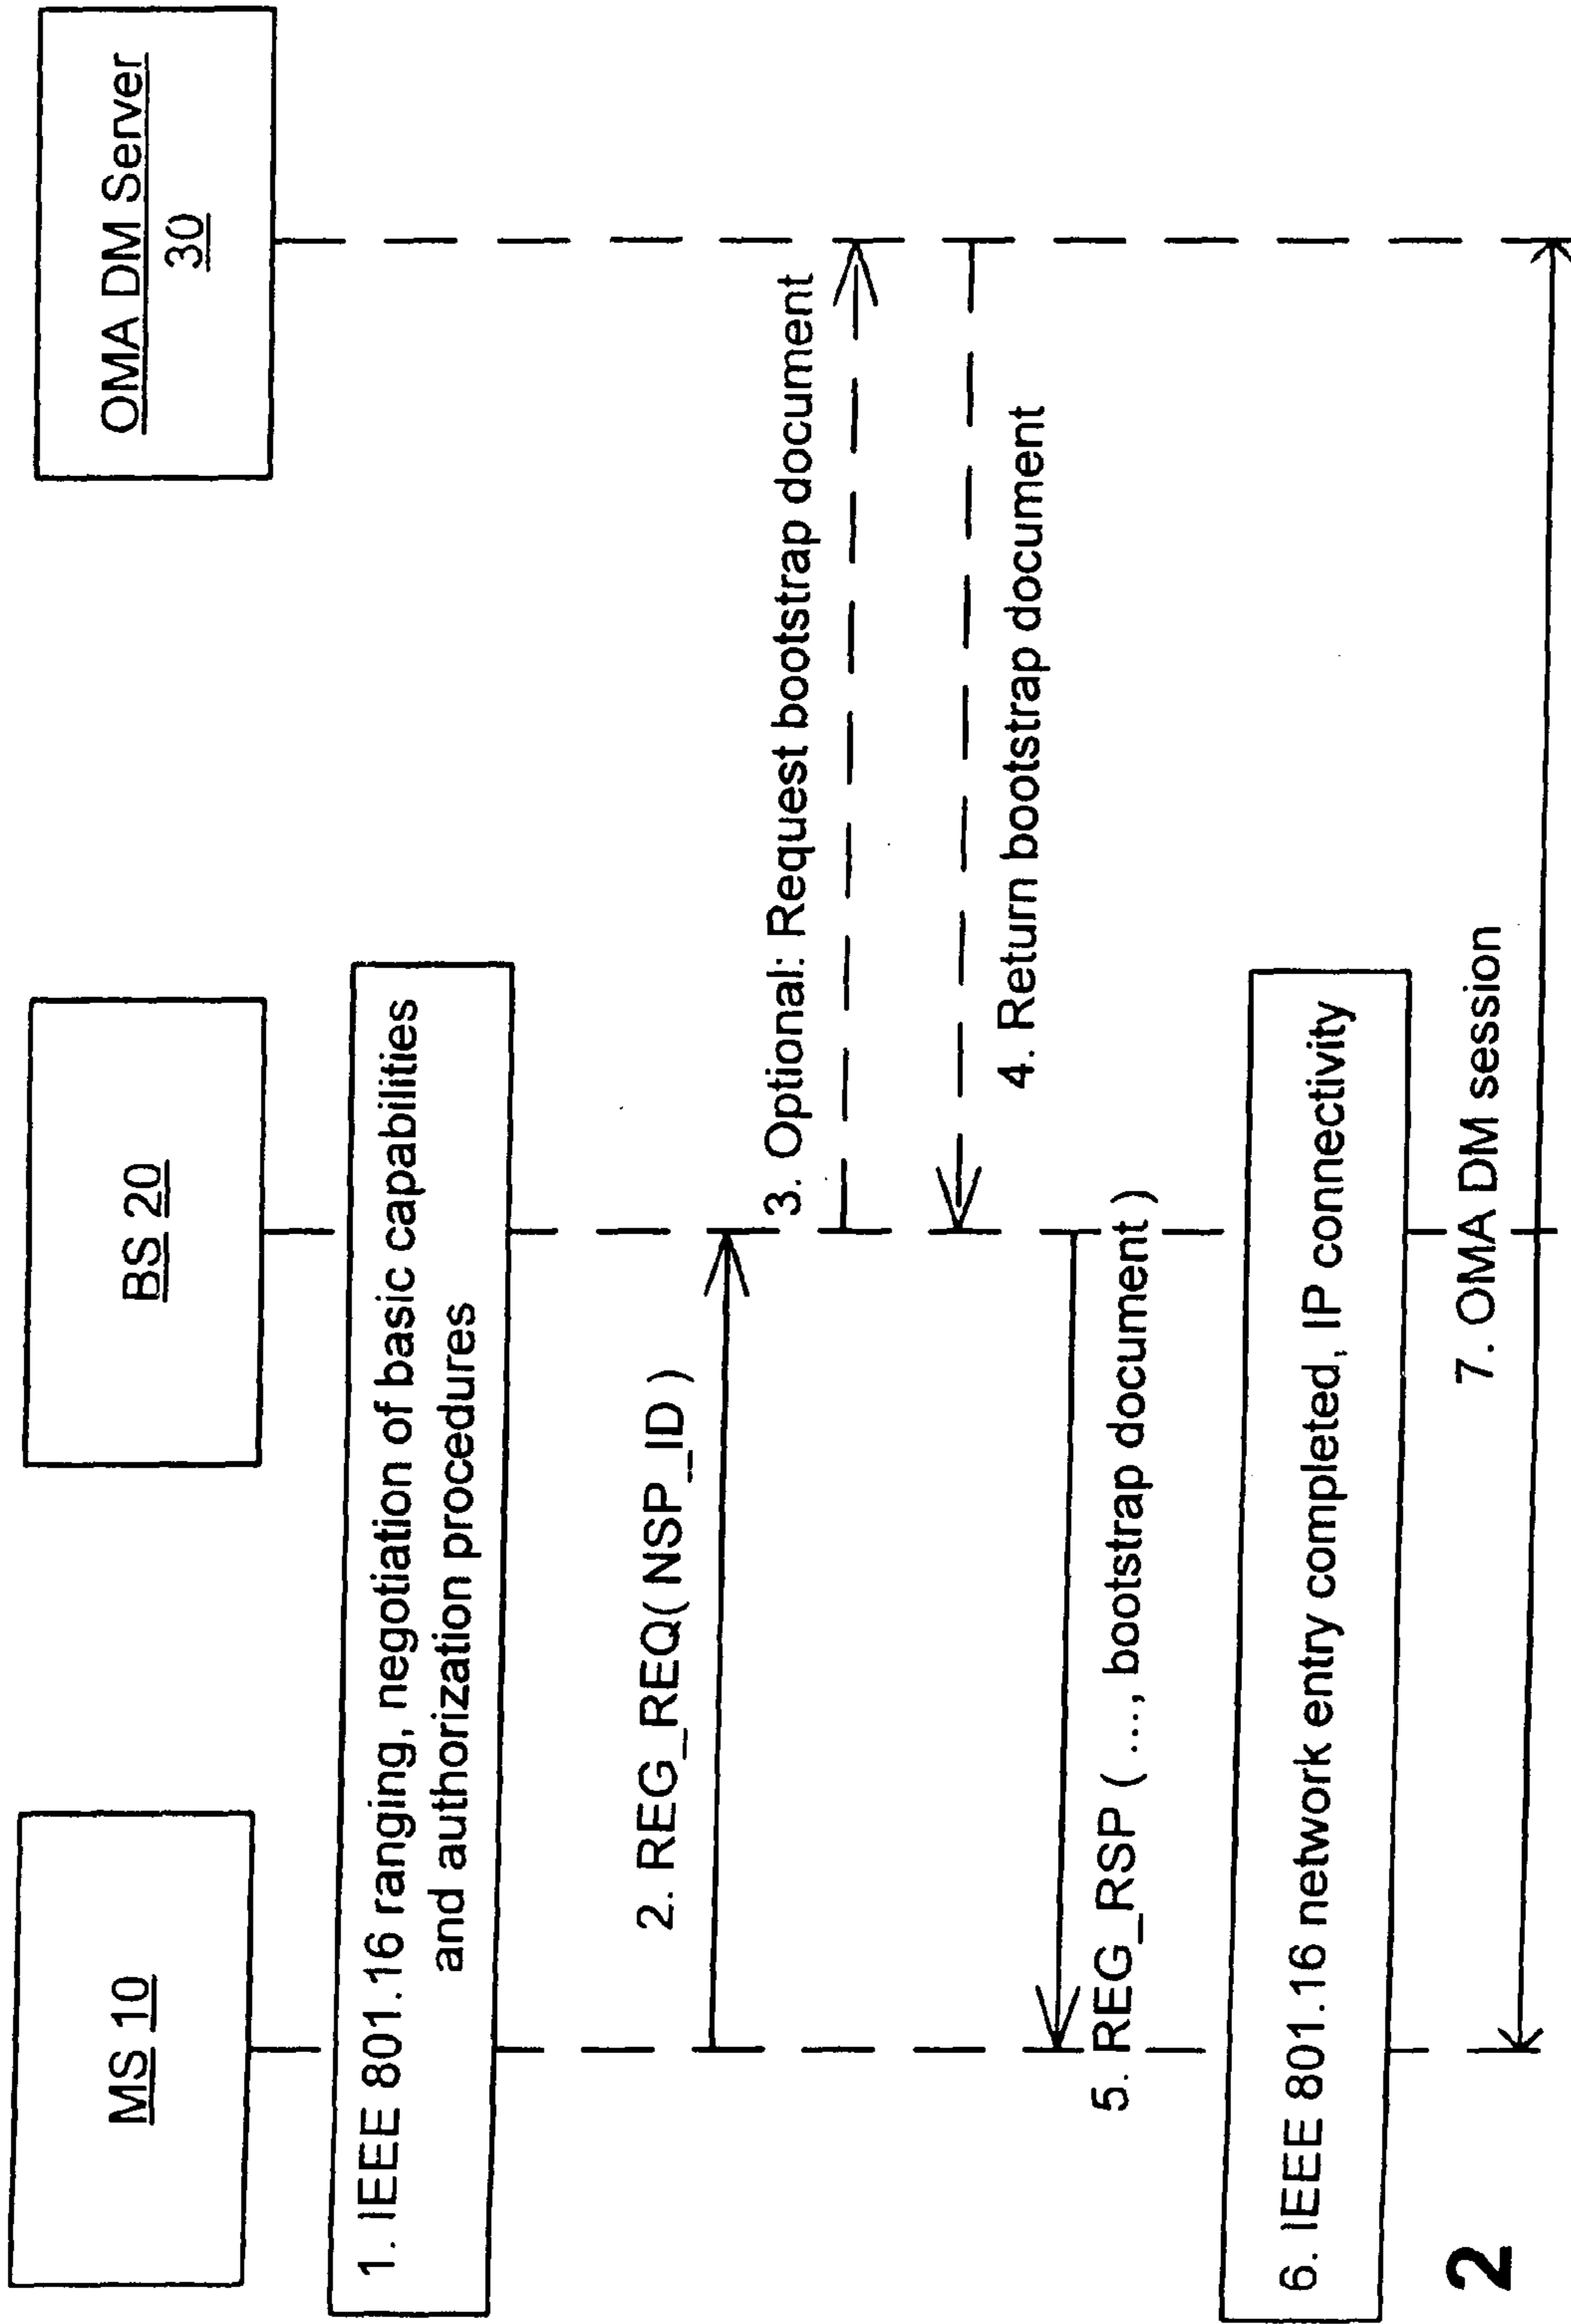 MS 10
BS 20
OMA DM Server
30
1. IEEE 801.16 ranging, negotiation of basic capabilities
and authorization procedures
2. REG_REQ( NSP_ID )
3. Optional: Request bootstrap document
4. Return bootstrap document
5. REG_RSP ( ..., bootstrap document )
6. IEEE 801.16 network entry completed, IP connectivity
7. OMA DM session
2